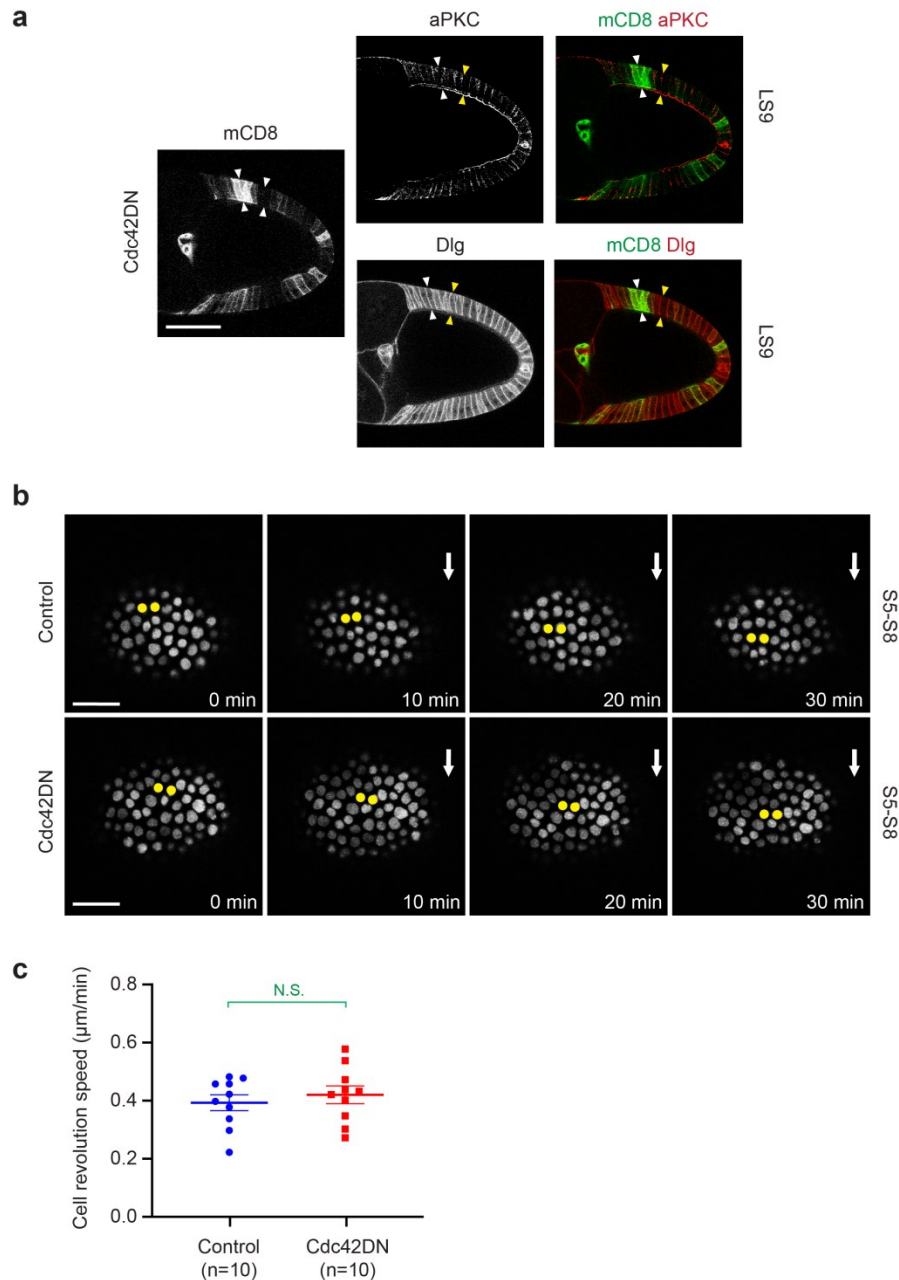 a
aPKC
mCD8 aPKC
LS9
mCD8
Cdc42DN
Dlg
mCD8 Dlg
LS9
b
Control
0 min
10 min
20 min
30 min
S5-S8
Cdc42DN
0 min
10 min
20 min
30 min
S5-S8
c
Cell revolution speed (µm/min)
0.8
0.6
0.4
0.2
0.0
N.S.
Control
(n=10)
Cdc42DN
(n=10)